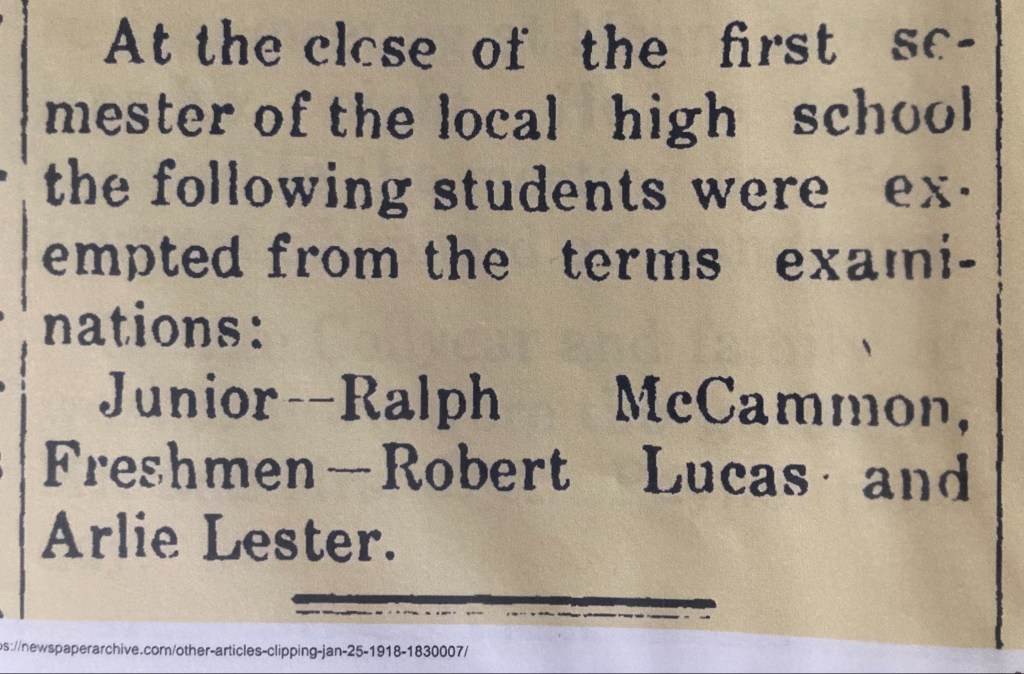 At the close of the first se-
mester of the local high school
the following students were ex-
empted from the terms exami-
nations:
Junior--Ralph McCammon,
Freshmen—Robert Lucas and
Arlie Lester.
ps://newspaperarchive.com/other-articles-clipping-jan-25-1918-1830007/